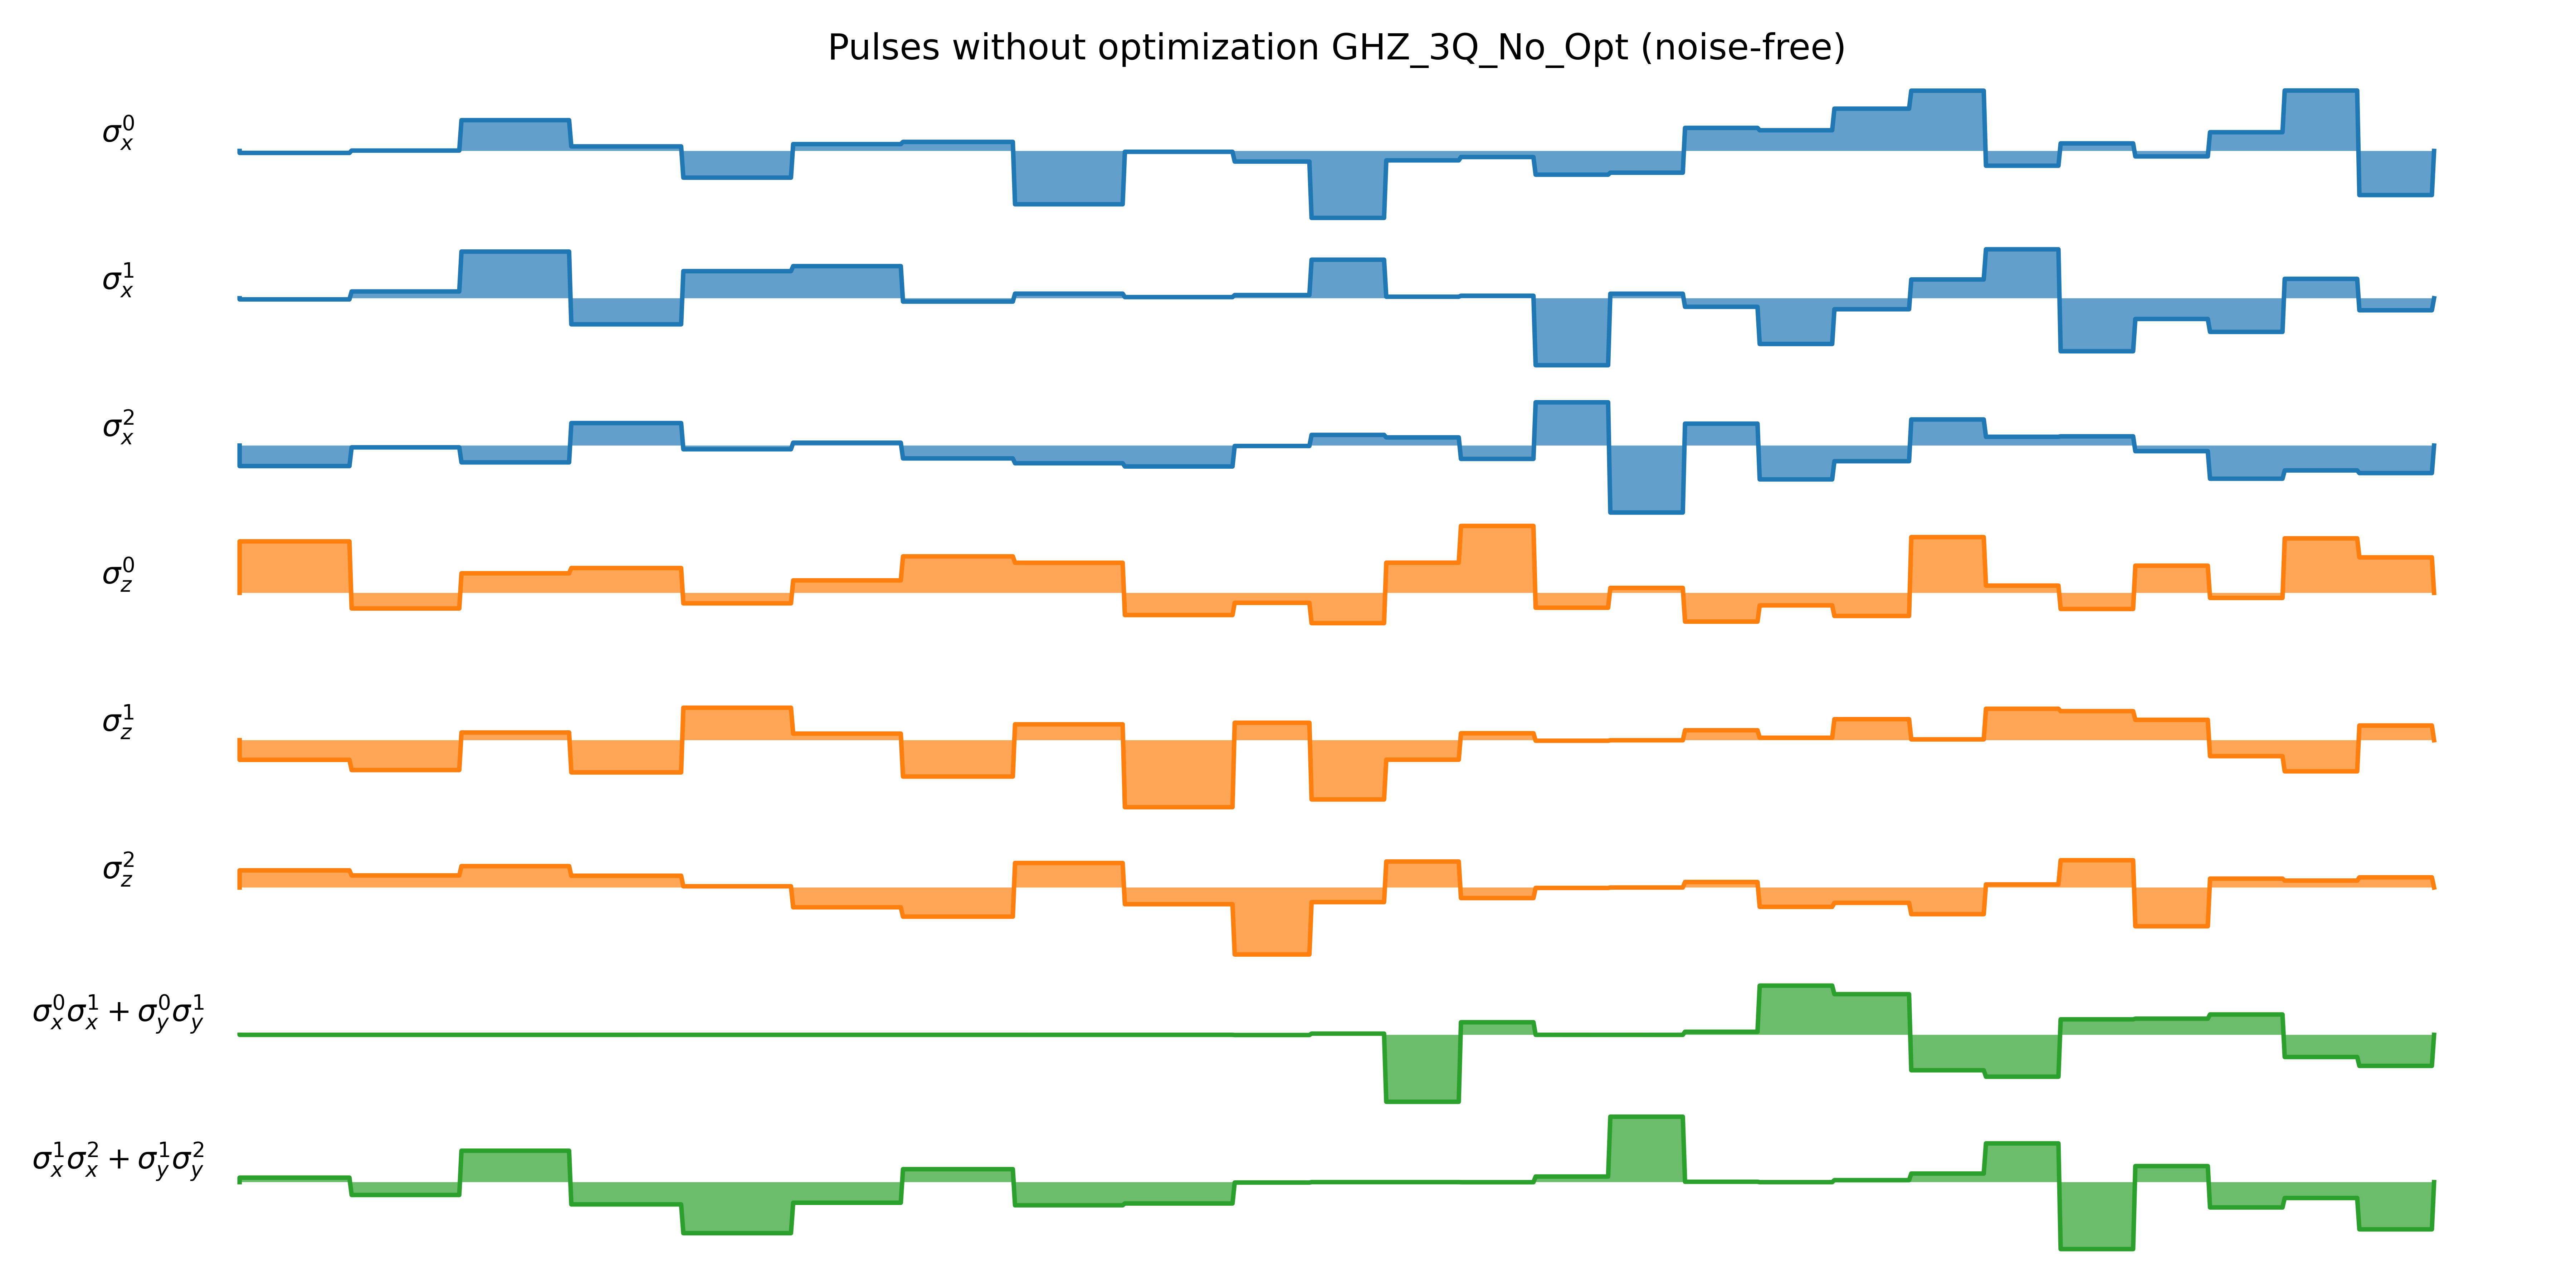 Pulses without optimization GHZ_3Q_No_Opt (noise-free)
σ_x^0
σ_x^1
σ_x^2
σ_z^0
σ_z^1
σ_z^2
σ_x^0σ_x^1 + σ_y^0σ_y^1
σ_x^1σ_x^2 + σ_y^1σ_y^2